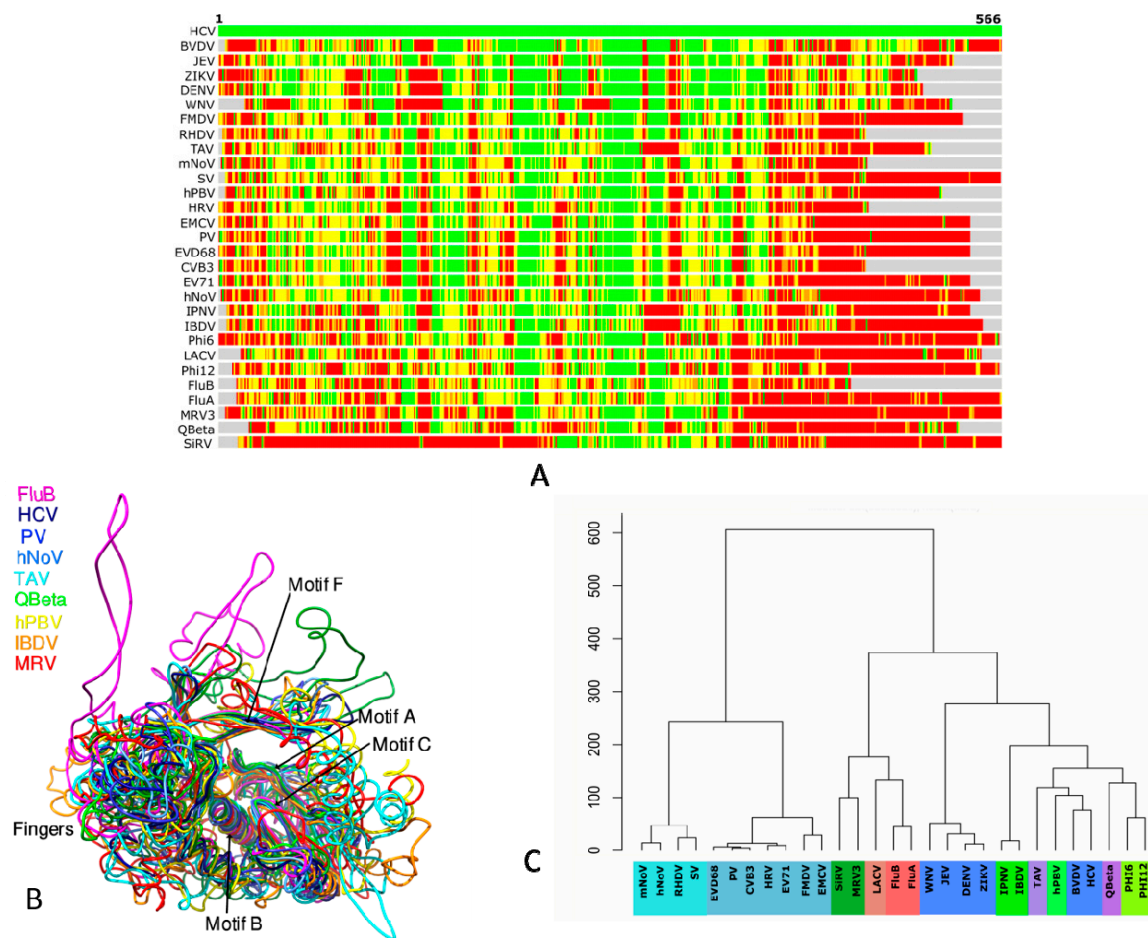 1 566
HCV
BVDV
JEV
ZIKV
DENV
WNV
FMDV
RHDV
TAV
mNoV
SV
hPBV
HRV
EMCV
PV
EVD68
CVB3
EV71
hNoV
IPNV
IBDV
Phi6
LACV
Phi12
FluB
FluA
MRV3
QBeta
SiRV
A
FluB
HCV
PV
hNoV
TAV
QBeta
hPBV
IBDV
MRV
Motif F
Motif A
Motif C
Fingers
Motif B
B
600
500
400
300
200
100
0
C
mNoV
hNoV
RHDV
SV
EVD68
PV
CVB3
HRV
EV71
FMDV
EMCV
SiRV
MRV3
LACV
FluB
FluA
WNV
JEV
DENV
ZIKV
IPNV
IBDV
TAV
hPBV
BVDV
HCV
QBeta
PHI6
PHI12